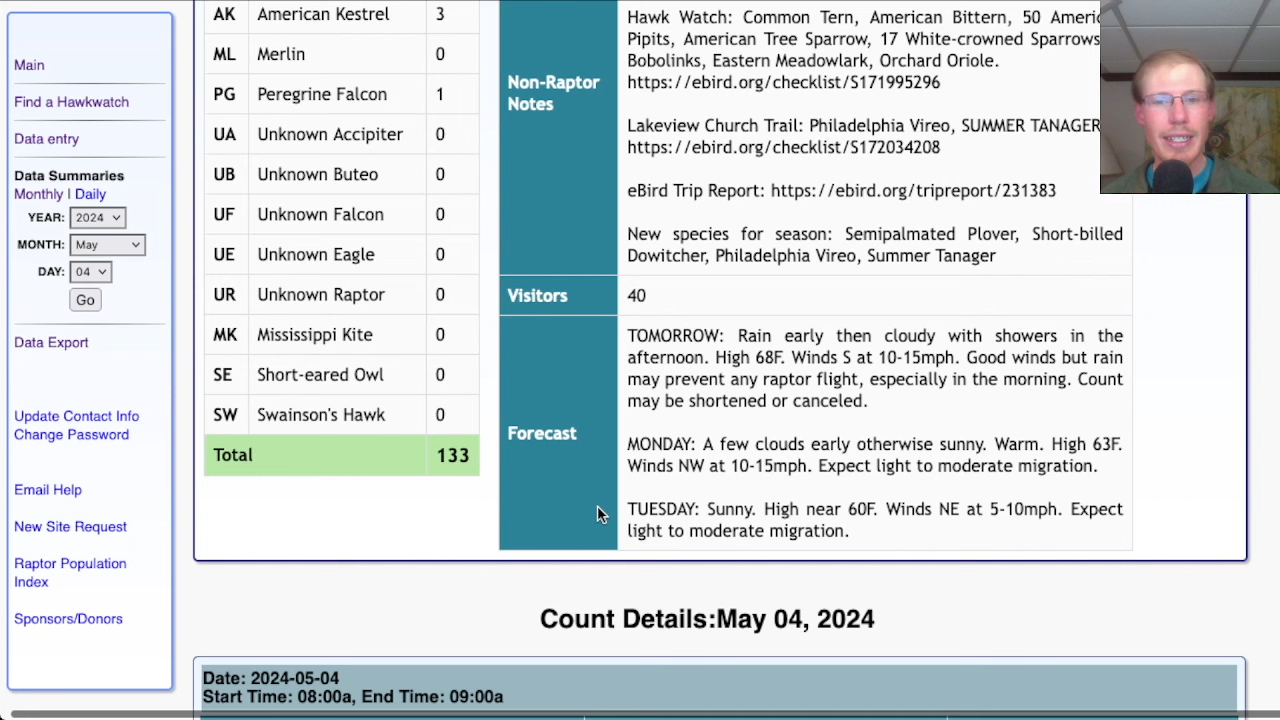 Main
Find a Hawkwatch
Data entry
Data Summaries
Monthly | Daily
YEAR: 2024
MONTH: May
DAY: 04
Go
Data Export
Update Contact Info
Change Password
Email Help
New Site Request
Raptor Population
Index
Sponsors/Donors
AK American Kestrel 3
ML Merlin 0
PG Peregrine Falcon 1
UA Unknown Accipiter 0
UB Unknown Buteo 0
UF Unknown Falcon 0
UE Unknown Eagle 0
UR Unknown Raptor 0
MK Mississippi Kite 0
SE Short-eared Owl 0
SW Swainson's Hawk 0
Total 133
Non-Raptor
Notes
Hawk Watch: Common Tern, American Bittern, 50
Pipits, American Tree Sparrow, 17 White-crowned Sparrows
Bobolinks, Eastern Meadowlark, Orchard Oriole.
https://ebird.org/checklist/S171995296
Lakeview Church Trail: Philadelphia Vireo, SUMMER TANAGER
https://ebird.org/checklist/S172034208
eBird Trip Report: https://ebird.org/tripreport/231383
New species for season: Semipalmated Plover, Short-billed
Dowitcher, Philadelphia Vireo, Summer Tanager
Visitors 40
Forecast
TOMORROW: Rain early then cloudy with showers in the
afternoon. High 68F. Winds S at 10-15mph. Good winds but rain
may prevent any raptor flight, especially in the morning. Count
may be shortened or canceled.
MONDAY: A few clouds early otherwise sunny. Warm. High 63F.
Winds NW at 10-15mph. Expect light to moderate migration.
TUESDAY: Sunny. High near 60F. Winds NE at 5-10mph. Expect
light to moderate migration.
Count Details:May 04, 2024
Date: 2024-05-04
Start Time: 08:00a, End Time: 09:00a